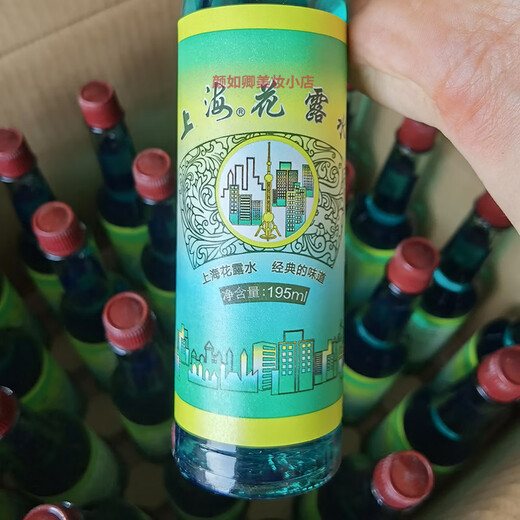 颜如卿美妆小店
上海®花露水
上海花露水 经典的味道
净含量:195ml